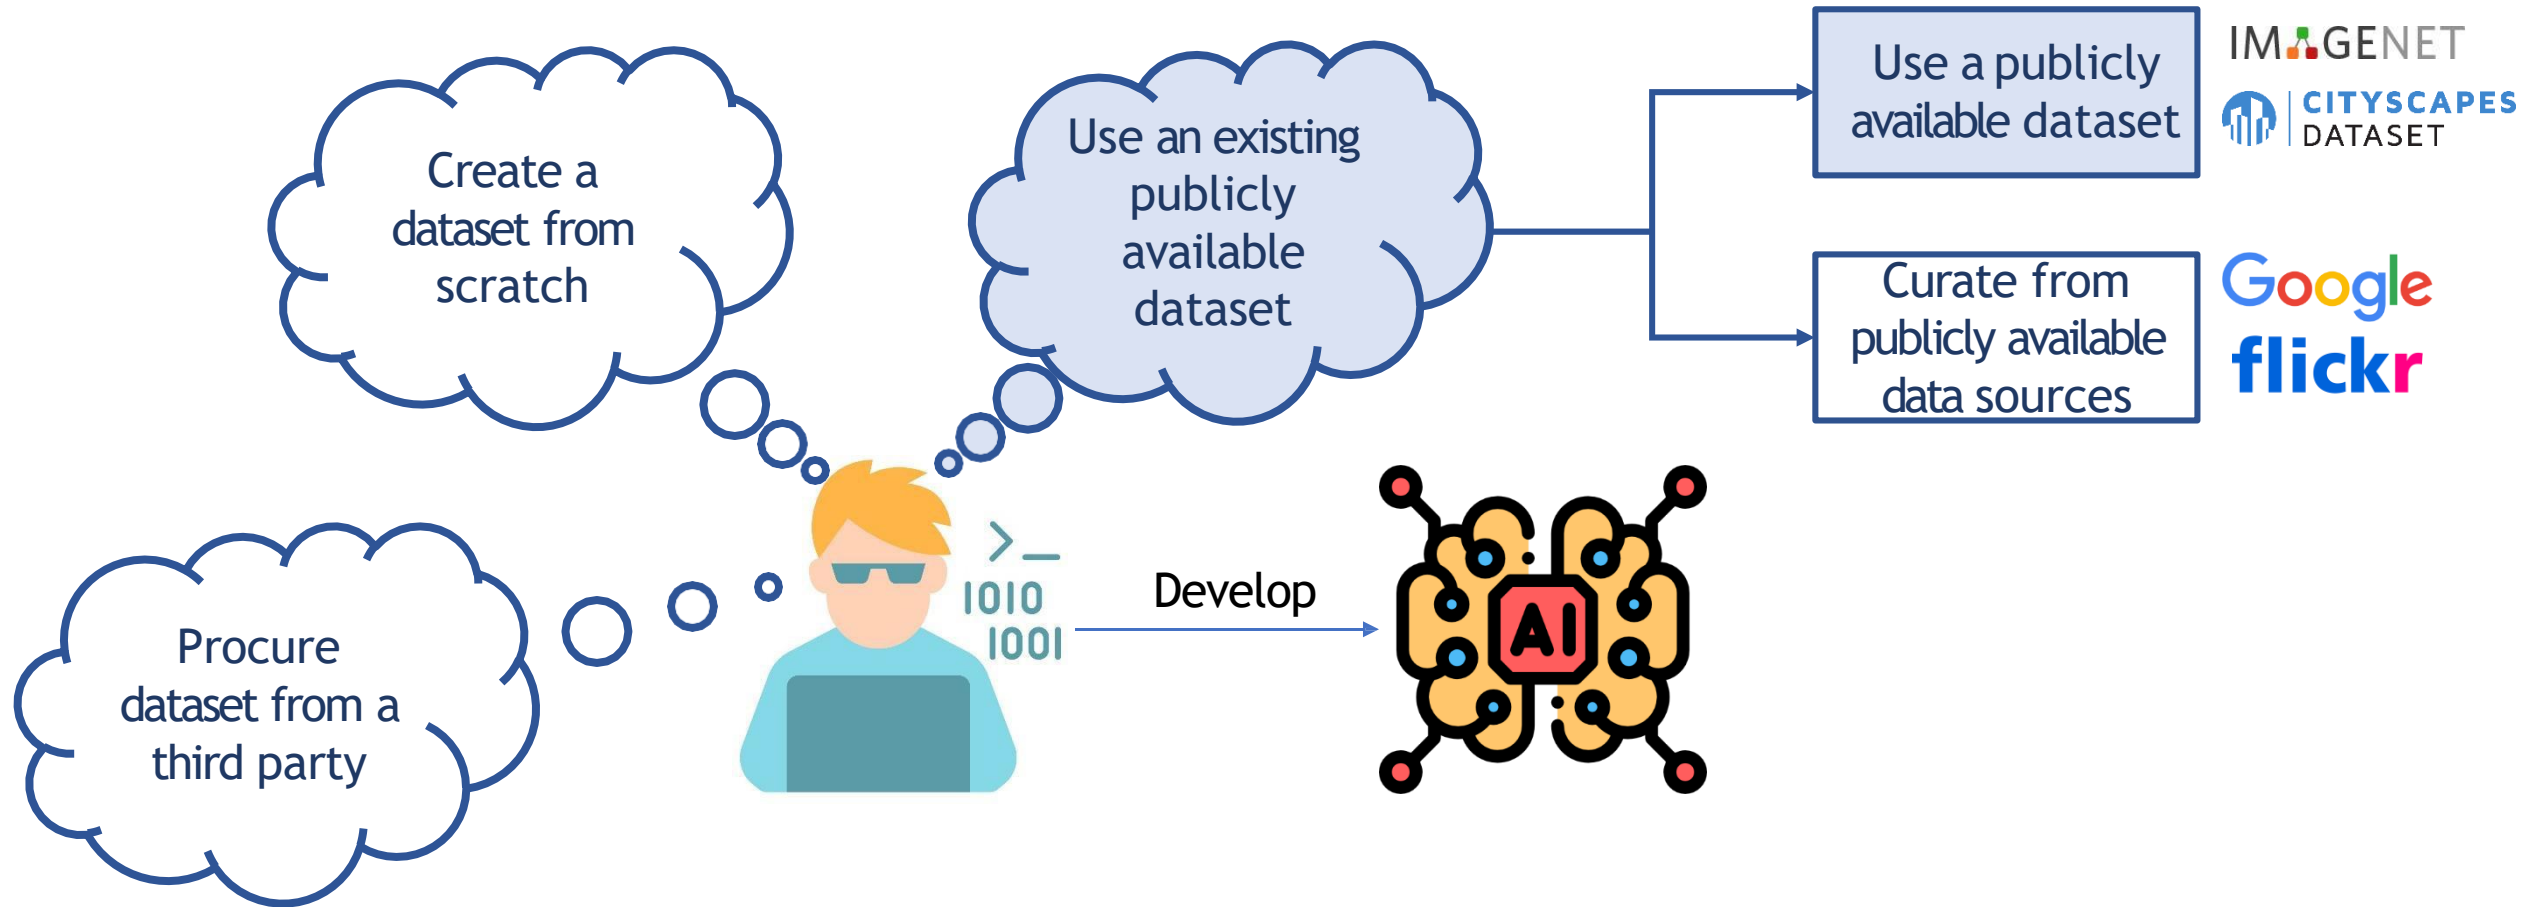 Create a
dataset from
scratch
Use an existing
publicly
available
dataset
Use a publicly
available dataset
IMAGENET
CITYSCAPES
DATASET
Curate from
publicly available
data sources
Google
flickr
Procure
dataset from a
third party
>_
1010
1001
Develop
AI